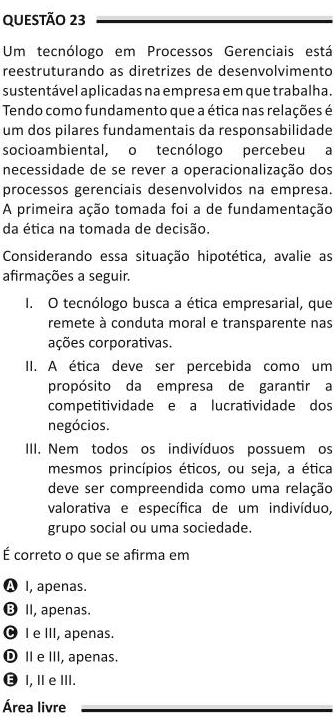 QUESTÃO 23
Um tecnólogo em Processos Gerenciais está
reestruturando as diretrizes de desenvolvimento
sustentável aplicadas na empresa em que trabalha.
Tendo como fundamento que a ética nas relações é
um dos pilares fundamentais da responsabilidade
socioambiental, o tecnólogo percebeu a
necessidade de se rever a operacionalização dos
processos gerenciais desenvolvidos na empresa.
A primeira ação tomada foi a de fundamentação
da ética na tomada de decisão.
Considerando essa situação hipotética, avalie as
afirmações a seguir.
I. O tecnólogo busca a ética empresarial, que
remete à conduta moral e transparente nas
ações corporativas.
II. A ética deve ser percebida como um
propósito da empresa de garantir a
competitividade e a lucratividade dos
negócios.
III. Nem todos os indivíduos possuem os
mesmos princípios éticos, ou seja, a ética
deve ser compreendida como uma relação
valorativa e específica de um indivíduo,
grupo social ou uma sociedade.
É correto o que se afirma em
A I, apenas.
B II, apenas.
C I e III, apenas.
D II e III, apenas.
E I, II e III.
Área livre